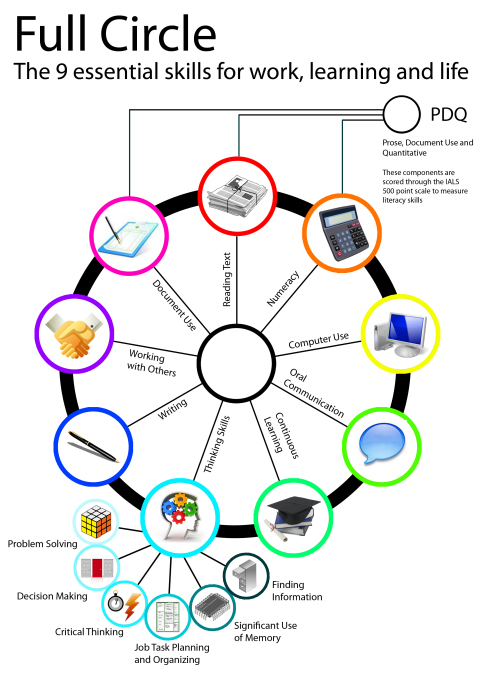 Full Circle
The 9 essential skills for work, learning and life
PDQ
Prose, Document Use and
Quantitative
These components are
scored through the IALS
500 point scale to measure
literacy skills
Reading Text
Numeracy
Document Use
Computer Use
Working
with Others
Oral
Communication
Writing
Thinking Skills
Continuous
Learning
Problem Solving
Decision Making
Critical Thinking
Job Task Planning
and Organizing
Significant Use
of Memory
Finding
Information